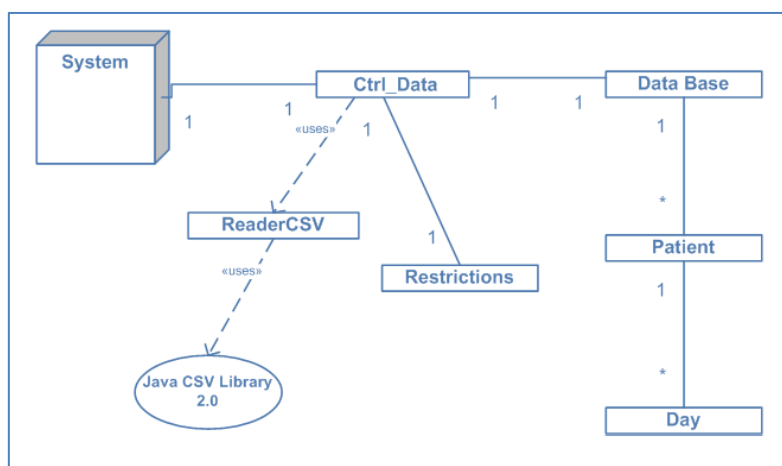 System
Ctrl_Data
Data Base
1
1
1
1
«uses»
1
1
ReaderCSV
*
1
Patient
«uses»
Restrictions
1
Java CSV Library
2.0
*
Day